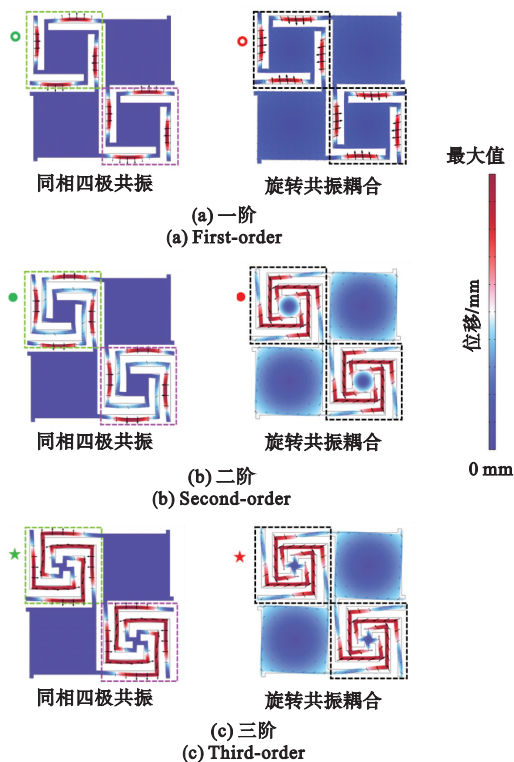 同相四极共振
旋转共振耦合
(a) 一阶
(a) First-order
最大值
位移/mm
0 mm
同相四极共振
旋转共振耦合
(b) 二阶
(b) Second-order
同相四极共振
旋转共振耦合
(c) 三阶
(c) Third-order